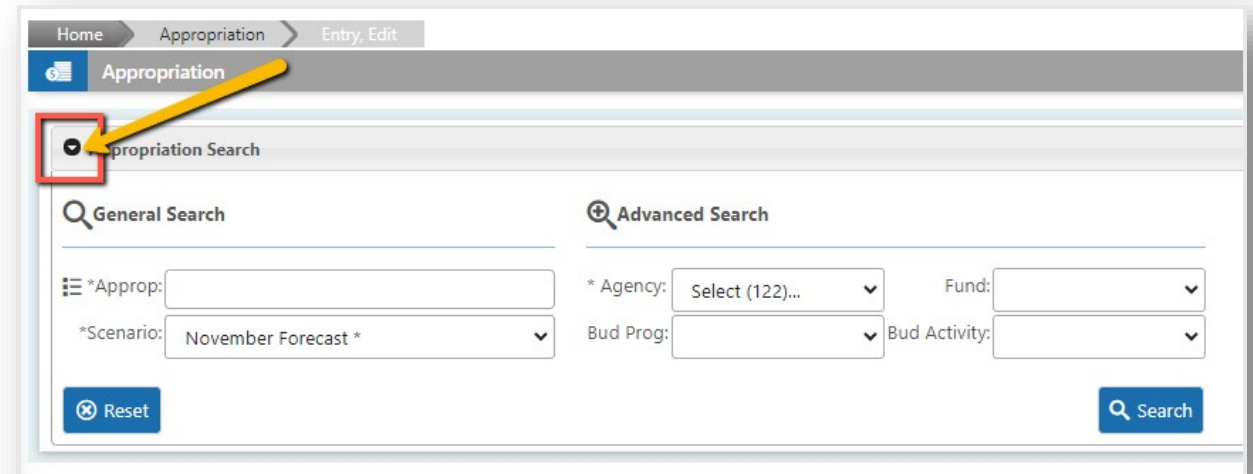 Home Appropriation Entry, Edit
Appropriation
propriation Search
General Search Advanced Search
*Approp: * Agency: Select (122)... Fund:
*Scenario: November Forecast * Bud Prog: Bud Activity:
Reset Search